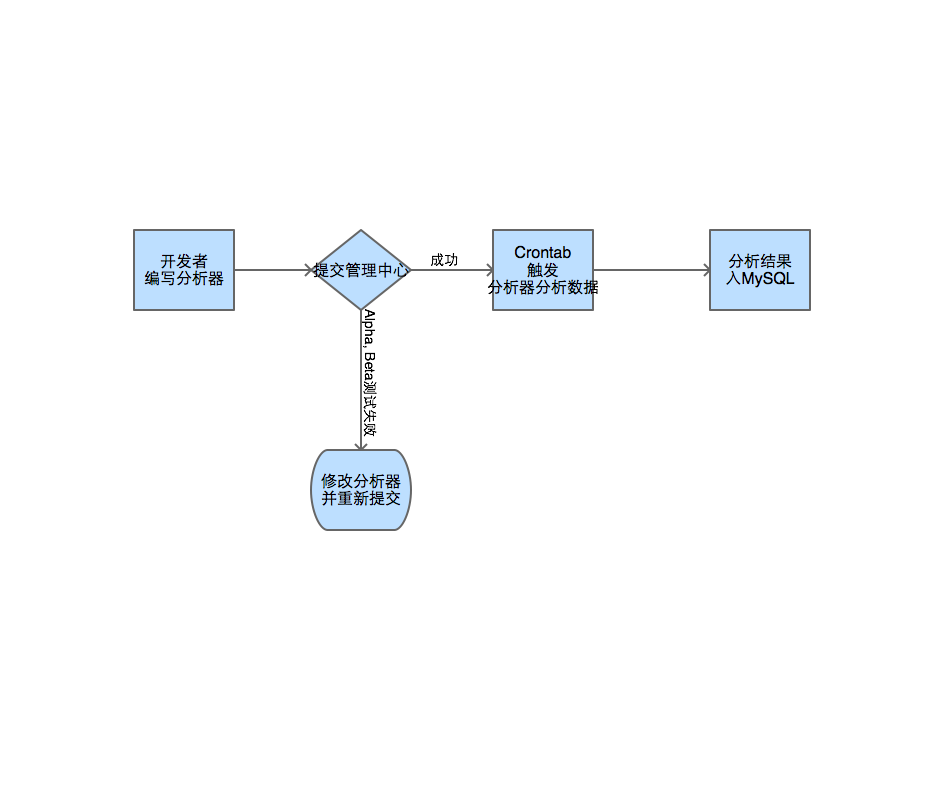 开发者
编写分析器
提交管理中心
成功
Crontab
触发
分析器分析数据
分析结果
入MySQL
Alpha, Beta测试失败
修改分析器
并重新提交